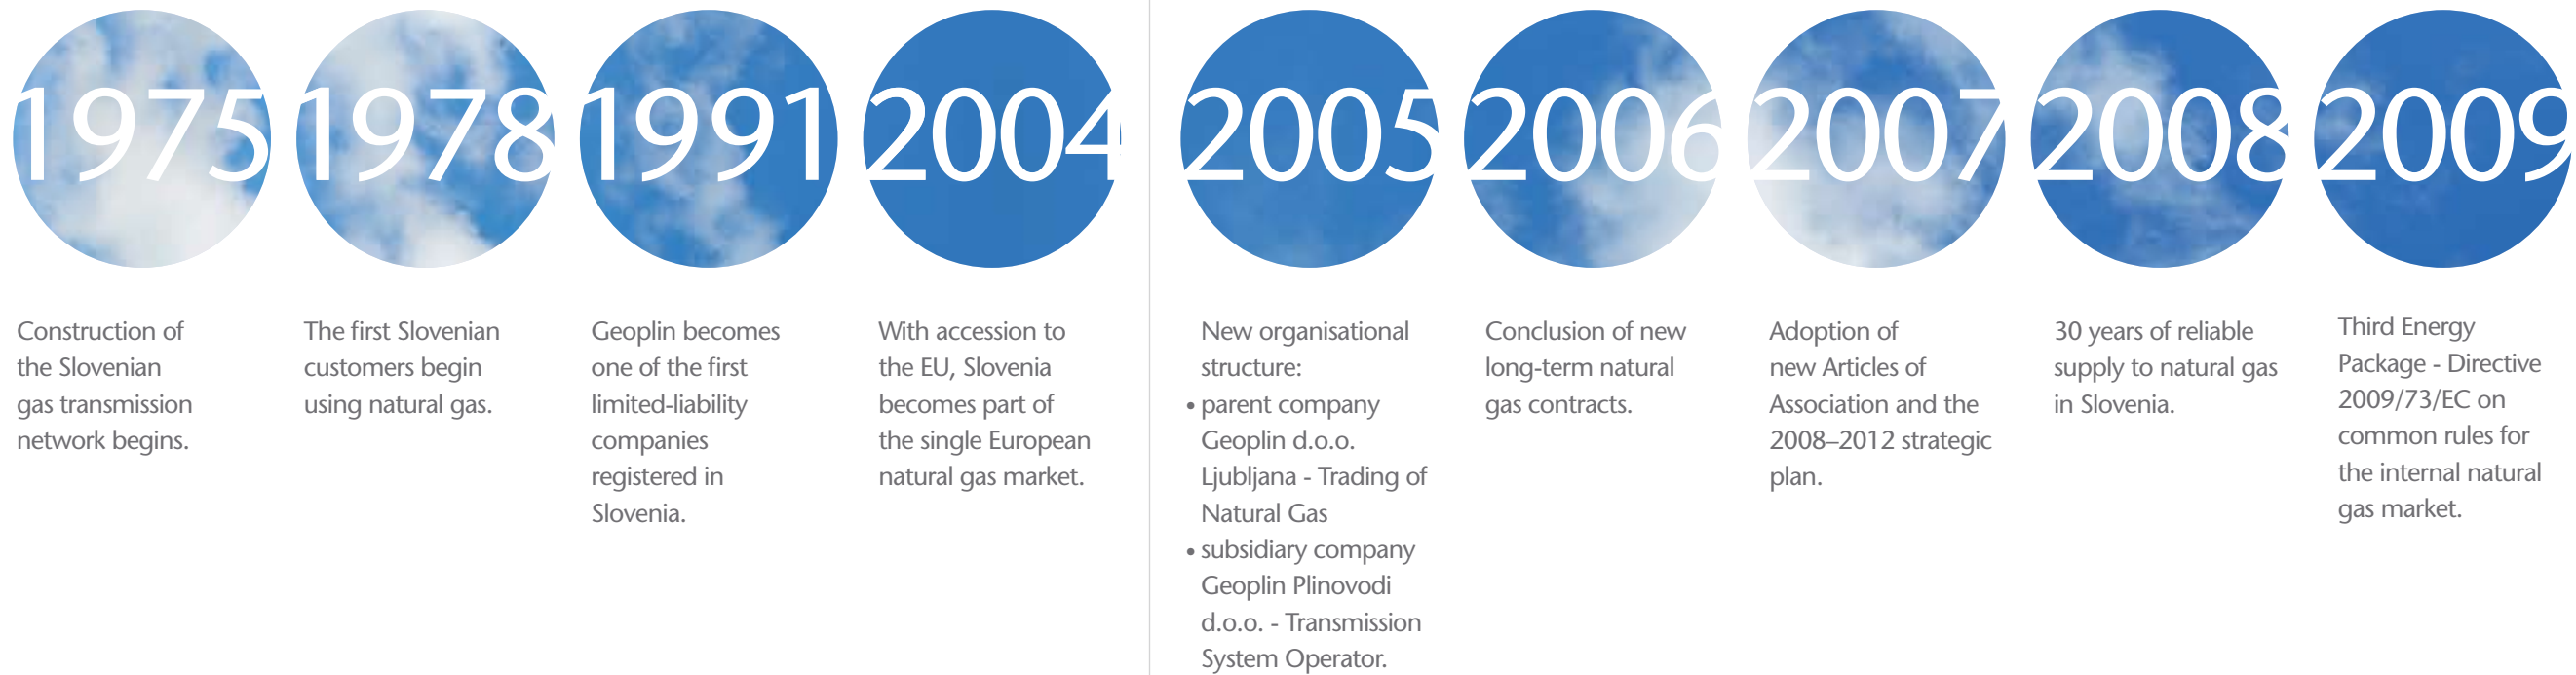 1975
Construction of
the Slovenian
gas transmission
network begins.
1978
The first Slovenian
customers begin
using natural gas.
1991
Geoplin becomes
one of the first
limited-liability
companies
registered in
Slovenia.
2004
With accession to
the EU, Slovenia
becomes part of
the single European
natural gas market.
2005
New organisational
structure:
• parent company
Geoplin d.o.o.
Ljubljana - Trading of
Natural Gas
• subsidiary company
Geoplin Plinovodi
d.o.o. - Transmission
System Operator.
2006
Conclusion of new
long-term natural
gas contracts.
2007
Adoption of
new Articles of
Association and the
2008–2012 strategic
plan.
2008
30 years of reliable
supply to natural gas
in Slovenia.
2009
Third Energy
Package - Directive
2009/73/EC on
common rules for
the internal natural
gas market.